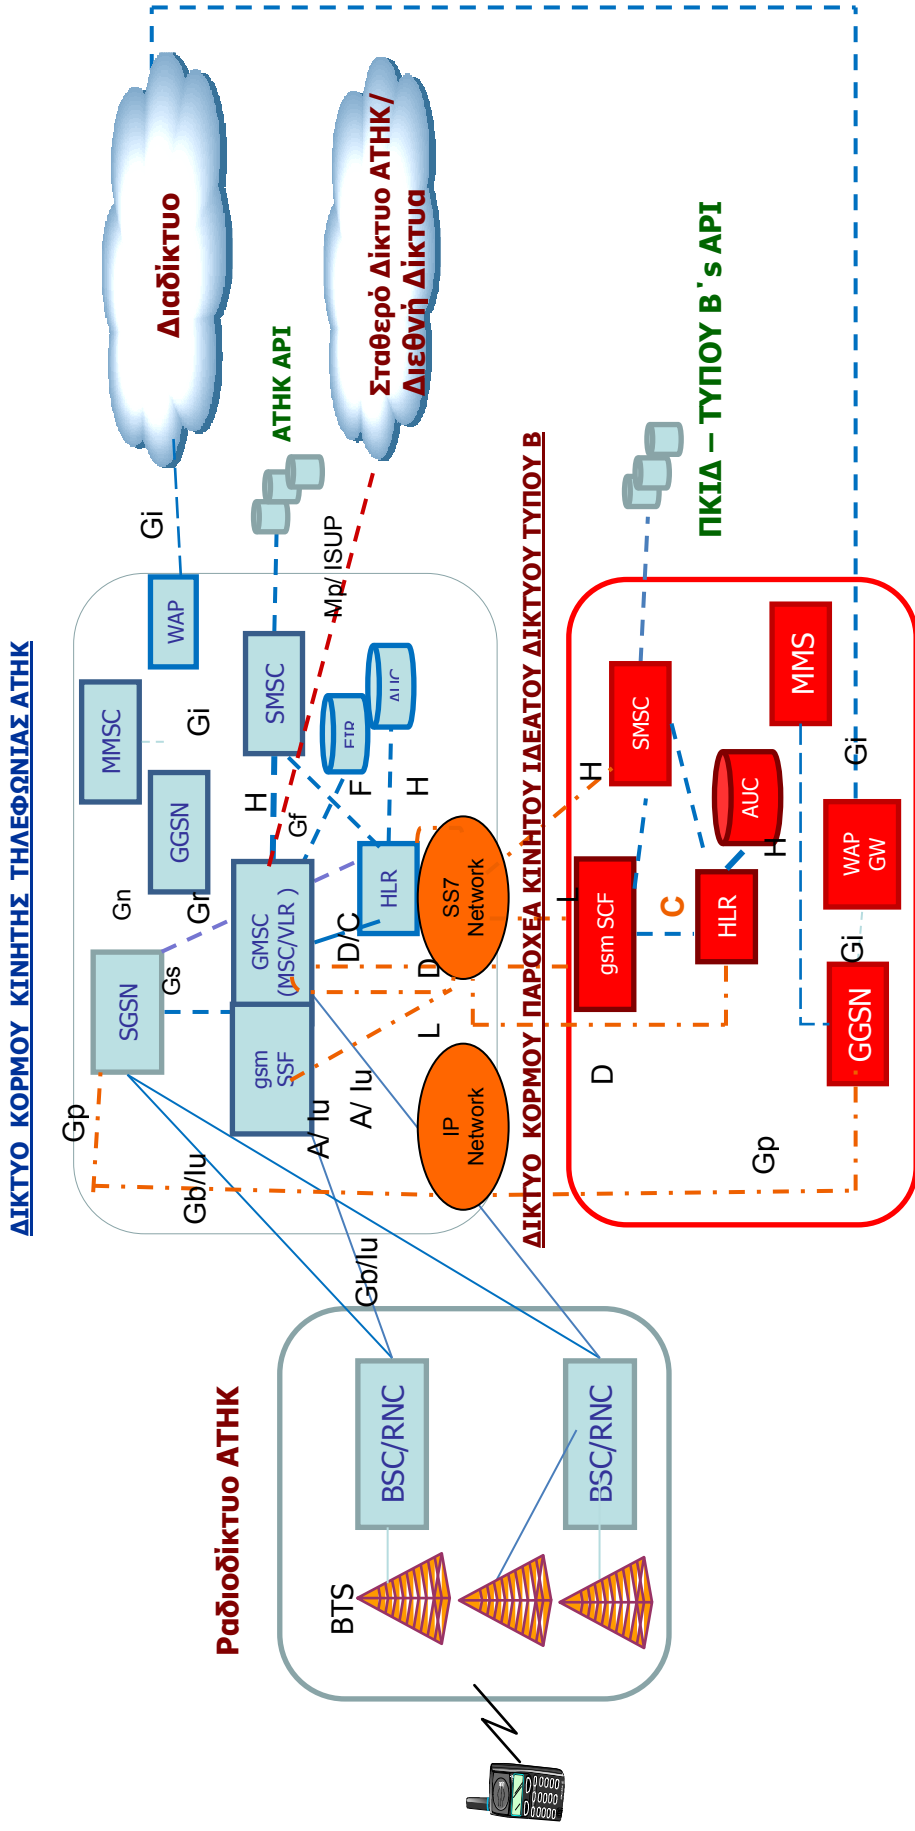 ΔΙΚΤΥΟ ΚΟΡΜΟΥ ΚΙΝΗΤΗΣ ΤΗΛΕΦΩΝΙΑΣ ΑΤΗΚ
Ραδιοδίκτυο ΑΤΗΚ
BTS
BSC/RNC
BSC/RNC
Gb/Iu
Gb/Iu
A/ Iu
A/ Iu
Gp
SGSN
Gs
Gn
Gr
GGSN
MMSC
Gi
WAP
Gi
Διαδίκτυο
gsm
SSF
GMSC
(MSC/VLR )
H
Gf
SMSC
ΑΤΗΚ API
Mp/ ISUP
Σταθερό Δίκτυο ΑΤΗΚ/
Διεθνή Δίκτυα
F
H
D/C
HLR
D
L
IP
Network
SS7
Network
ΔΙΚΤΥΟ ΚΟΡΜΟΥ ΠΑΡΟΧΕΑ ΚΙΝΗΤΟΥ ΙΔΕΑΤΟΥ ΔΙΚΤΥΟΥ ΤΥΠΟΥ Β
L
H
gsm SCF
SMSC
D
C
HLR
AUC
H
ΠΚΙΔ – ΤΥΠΟΥ Β΄s API
MMS
Gp
GGSN
Gi
WAP
GW
Gi